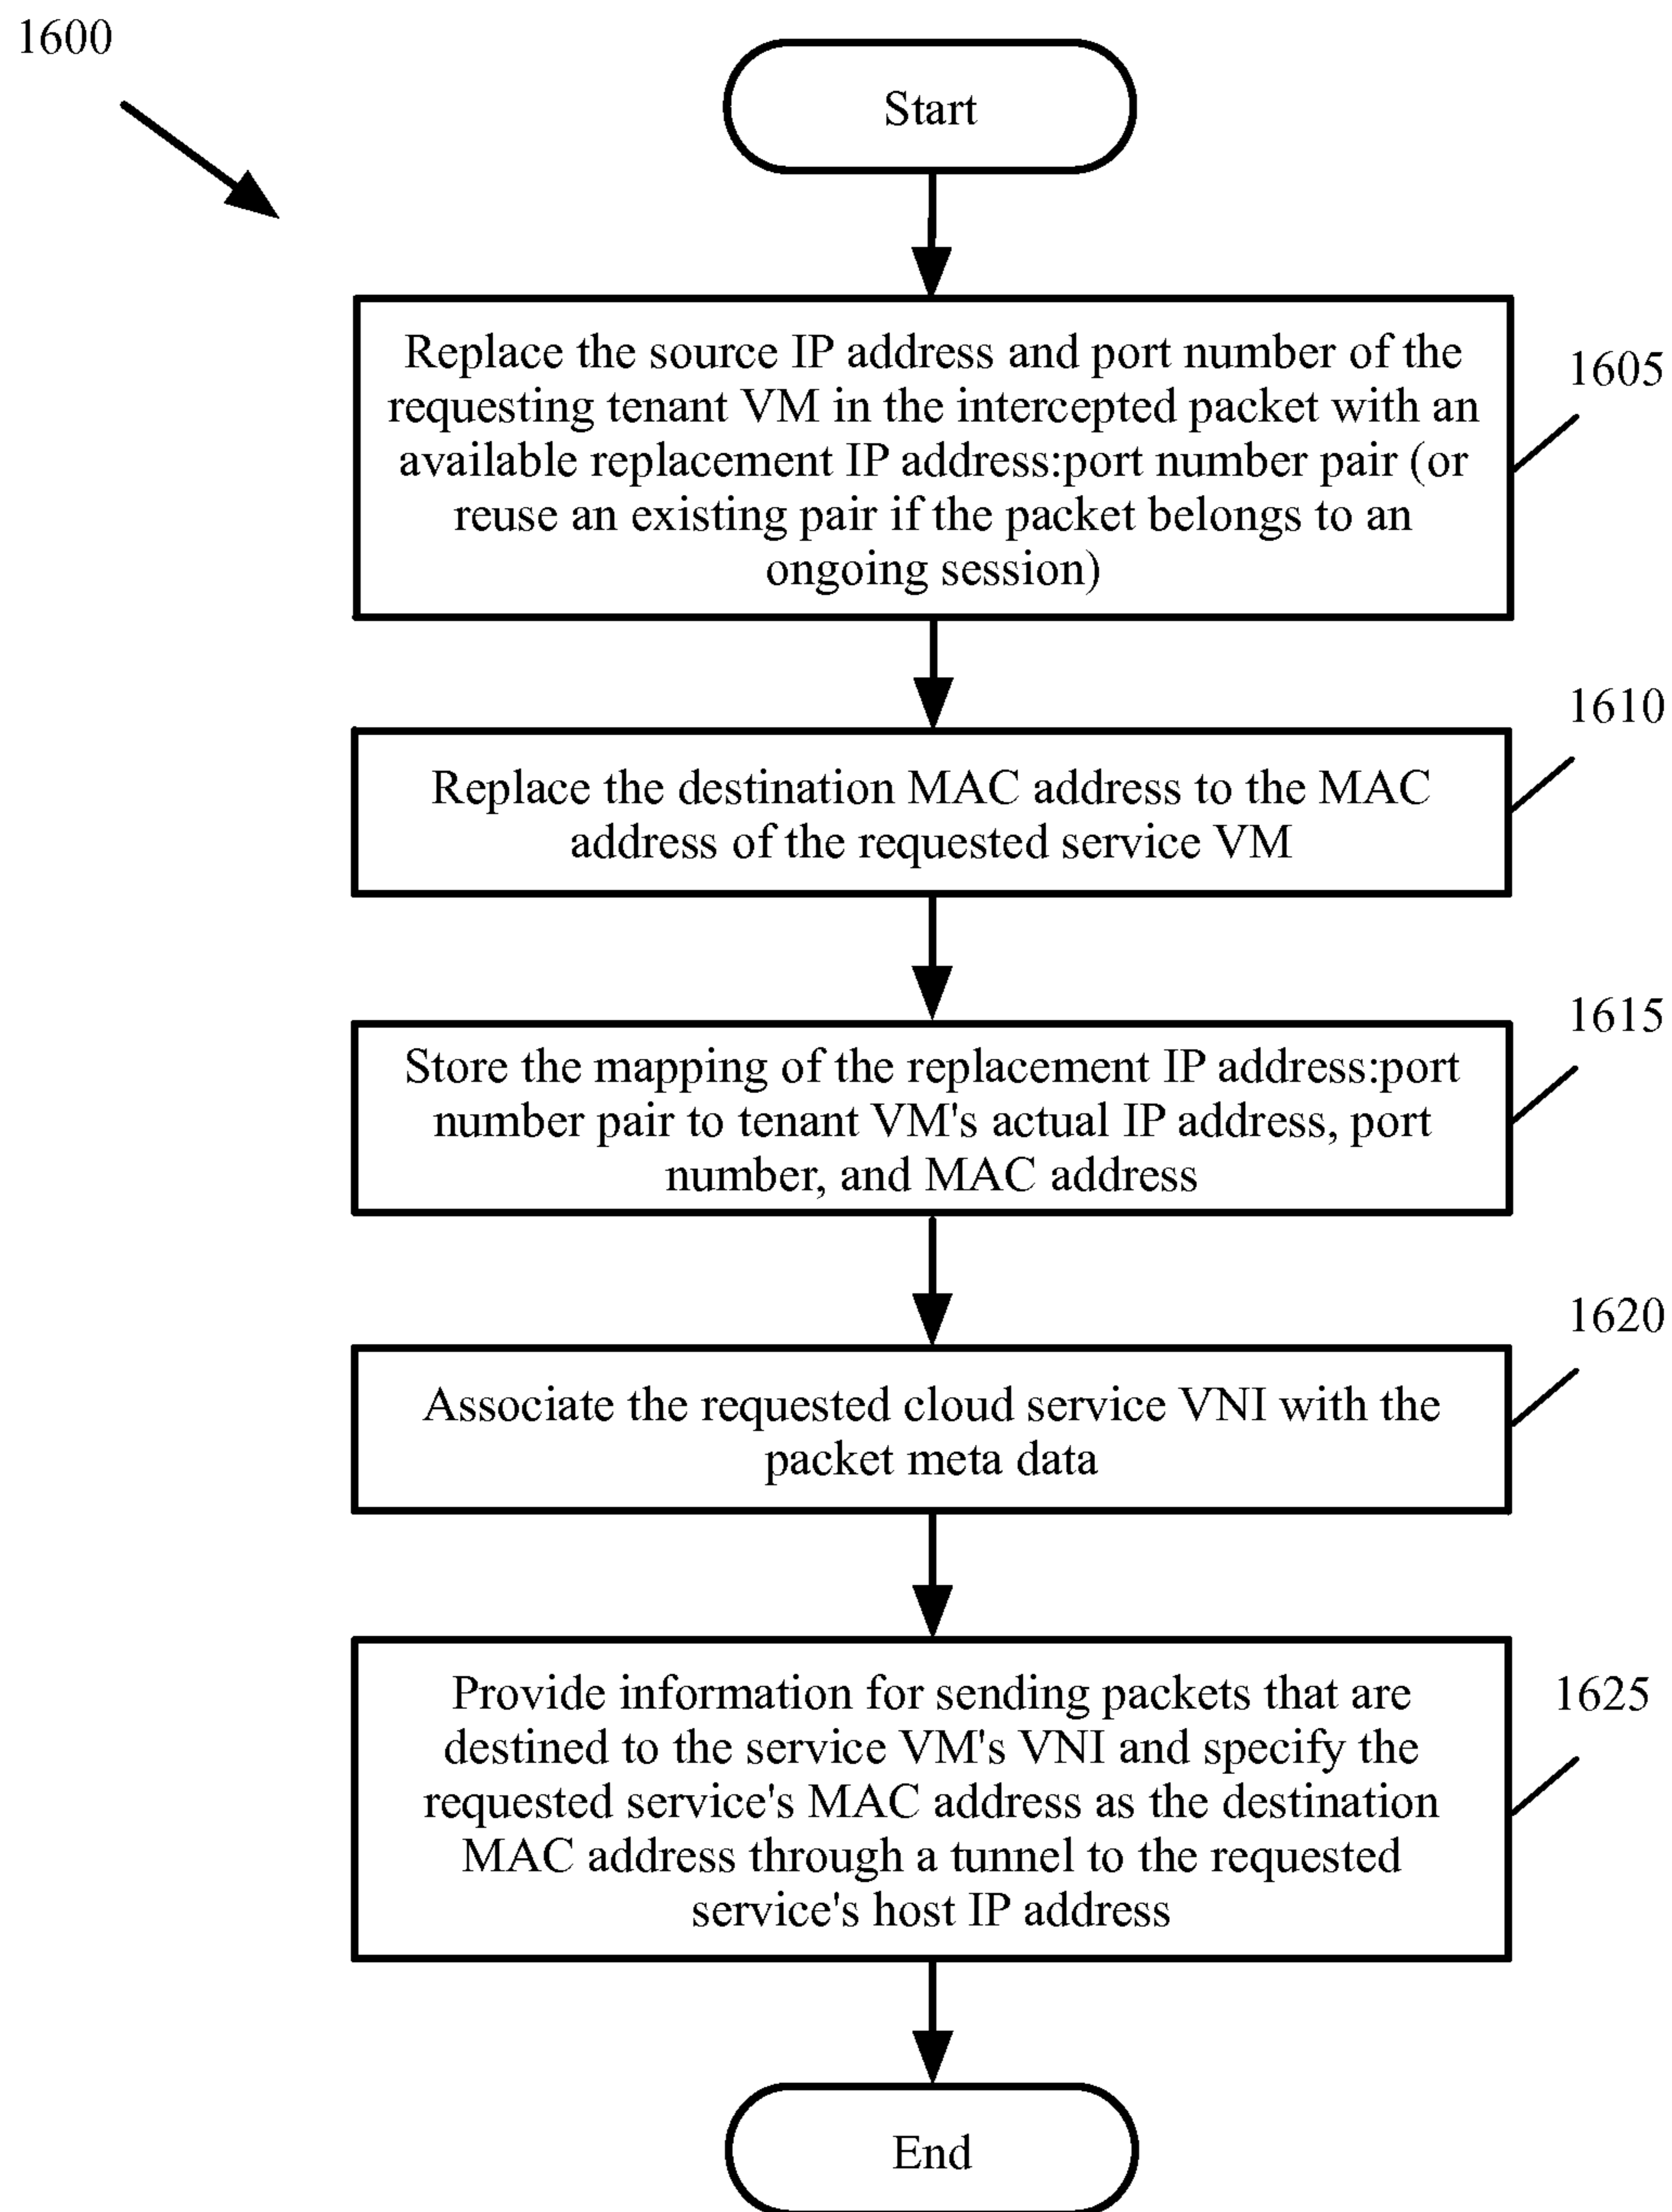 1600
Start
Replace the source IP address and port number of the
requesting tenant VM in the intercepted packet with an
available replacement IP address:port number pair (or
reuse an existing pair if the packet belongs to an
ongoing session)
1605
Replace the destination MAC address to the MAC
address of the requested service VM
1610
Store the mapping of the replacement IP address:port
number pair to tenant VM's actual IP address, port
number, and MAC address
1615
Associate the requested cloud service VNI with the
packet meta data
1620
Provide information for sending packets that are
destined to the service VM's VNI and specify the
requested service's MAC address as the destination
MAC address through a tunnel to the requested
service's host IP address
1625
End